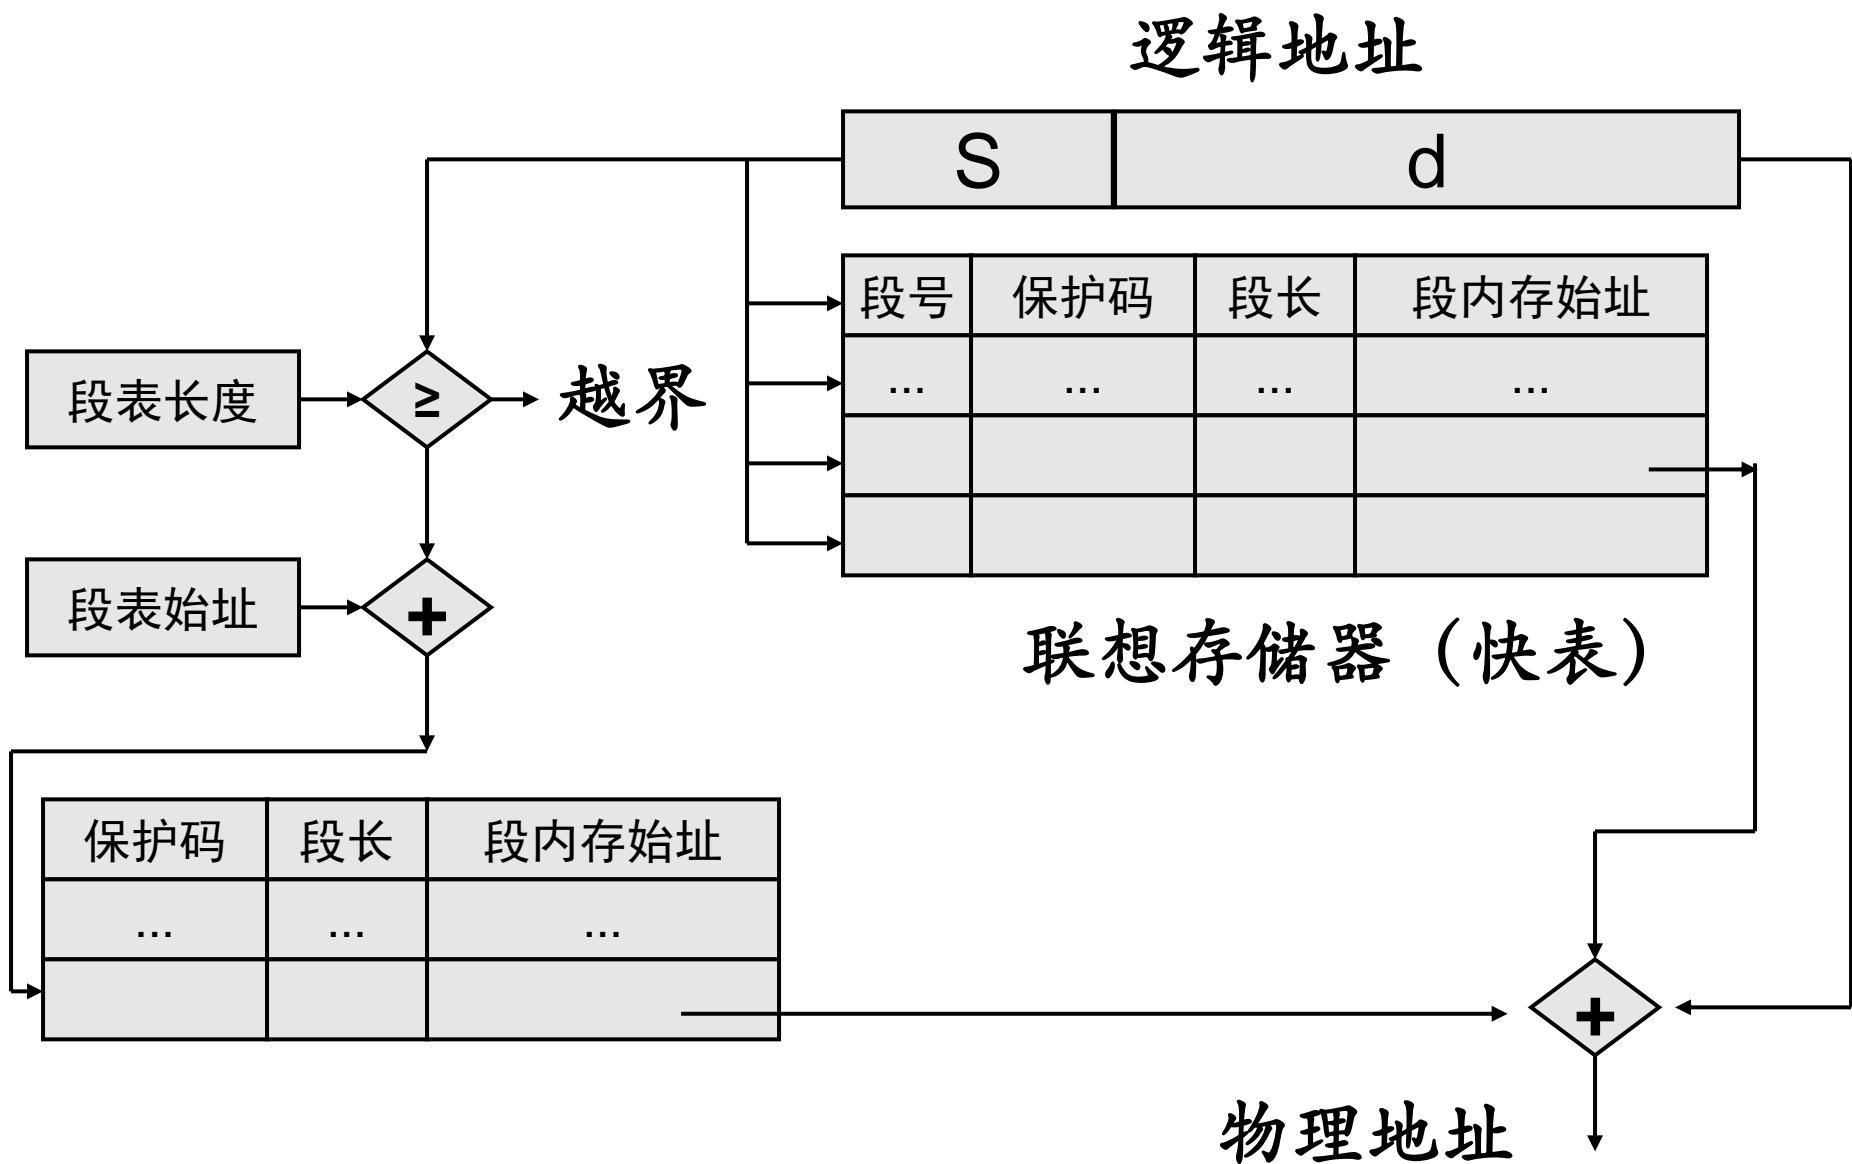 逻辑地址
S d
段号 保护码 段长 段内存始址
段表长度 ≥ 越界 … … … …
段表始址 +
联想存储器（快表）
保护码 段长 段内存始址
… … …
+
物理地址